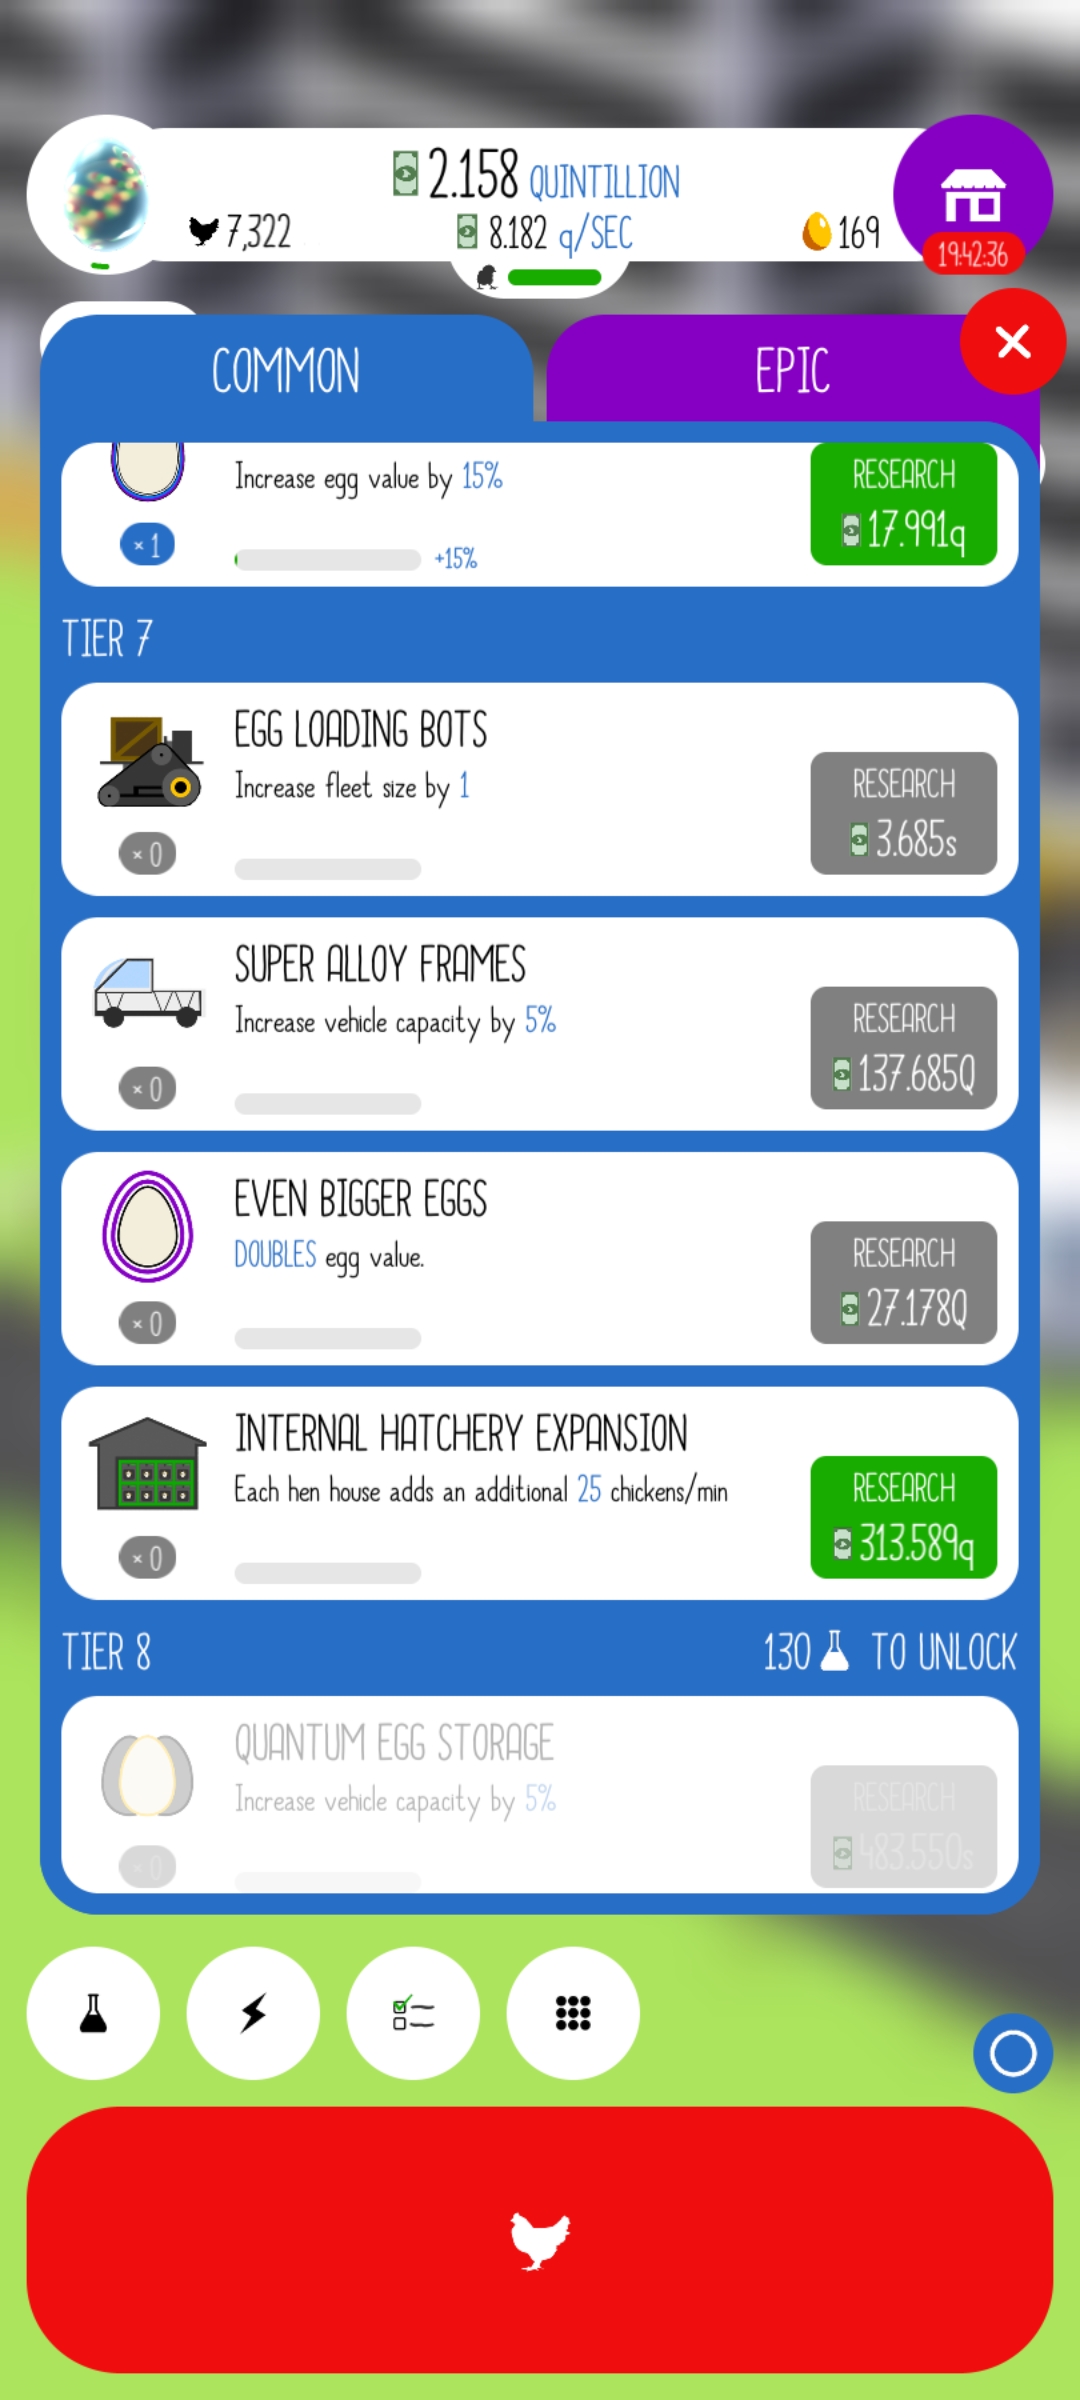 2.158 QUINTILLION
7,322
8.182 q/SEC
169
19:42:36
COMMON
EPIC
Increase egg value by 15%
RESEARCH
17.991q
× 1
+15%
TIER 7
EGG LOADING BOTS
Increase fleet size by 1
RESEARCH
3.685s
× 0
SUPER ALLOY FRAMES
Increase vehicle capacity by 5%
RESEARCH
137.685Q
× 0
EVEN BIGGER EGGS
DOUBLES egg value.
RESEARCH
27.178Q
× 0
INTERNAL HATCHERY EXPANSION
Each hen house adds an additional 25 chickens/min
RESEARCH
313.589q
× 0
TIER 8
130 TO UNLOCK
QUANTUM EGG STORAGE
Increase vehicle capacity by 5%
RESEARCH
483.550s
× 0